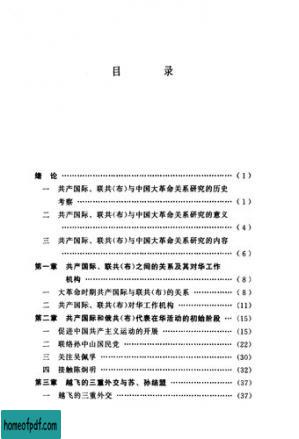 目 录
绪 论 …………………………………………………… (1)
一 共产国际、联共(布)与中国大革命关系研究的历史
考察 …………………………………………………… (1)
二 共产国际、联共(布)与中国大革命关系研究的意义
…………………………………………………… (4)
三 共产国际、联共(布)与中国大革命关系研究的内容
…………………………………………………… (6)
第一章 共产国际、联共(布)之间的关系及其对华工作
机构 …………………………………………………… (8)
一 大革命时期共产国际与联共(布)的关系 ………… (8)
二 共产国际、联共(布)对华工作机构 ………… (11)
第二章 共产国际和俄共(布)代表在华活动的初始阶段 … (15)
一 促进中国共产主义运动的开展 ………… (15)
二 联络孙中山国民党 ………… (22)
三 关注吴佩孚 ………… (30)
四 接触陈炯明 ………… (32)
第三章 越飞的三重外交与苏、孙结盟 ………… (37)
一 越飞的三重外交 ………… (37)
homeofpdf.com
homeofpdf.com